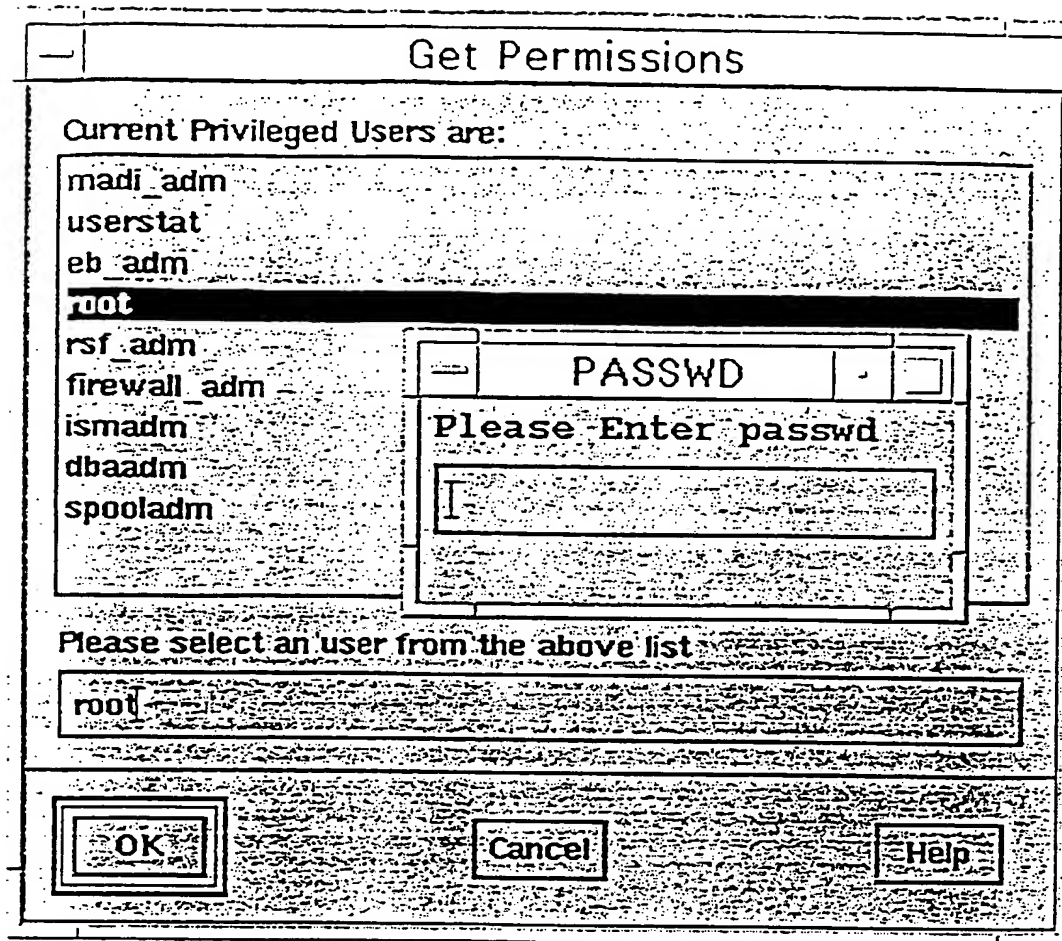 Get Permissions
Current Privileged Users are:
madi_adm
userstat
eb_adm
root
rsf_adm
firewall_adm
ismadm
dbaadm
spooladm
PASSWD
Please Enter passwd
Please select an user from the above list
root
OK
Cancel
Help